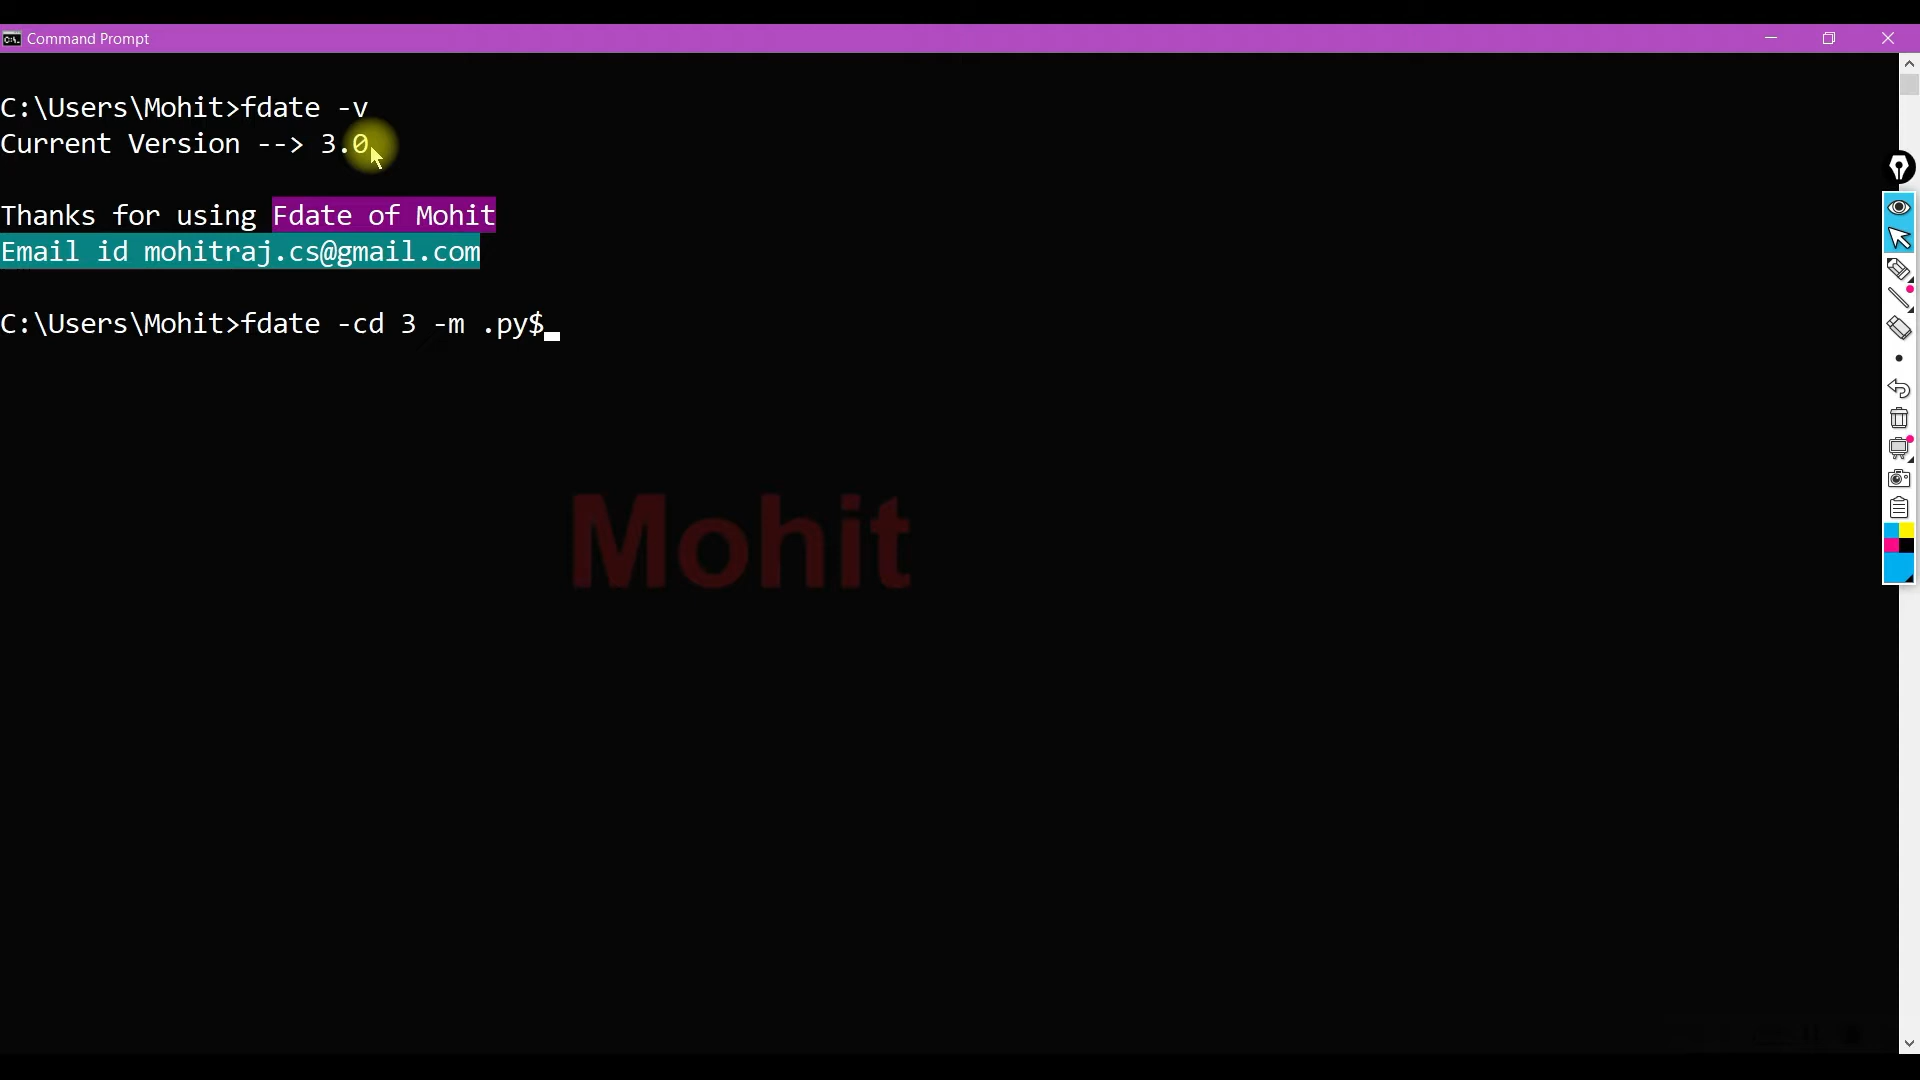 Command Prompt
C:\Users\Mohit>fdate -v
Current Version --> 3.0
Thanks for using Fdate of Mohit
Email id mohitraj.cs@gmail.com
C:\Users\Mohit>fdate -cd 3 -m .py$
Mohit